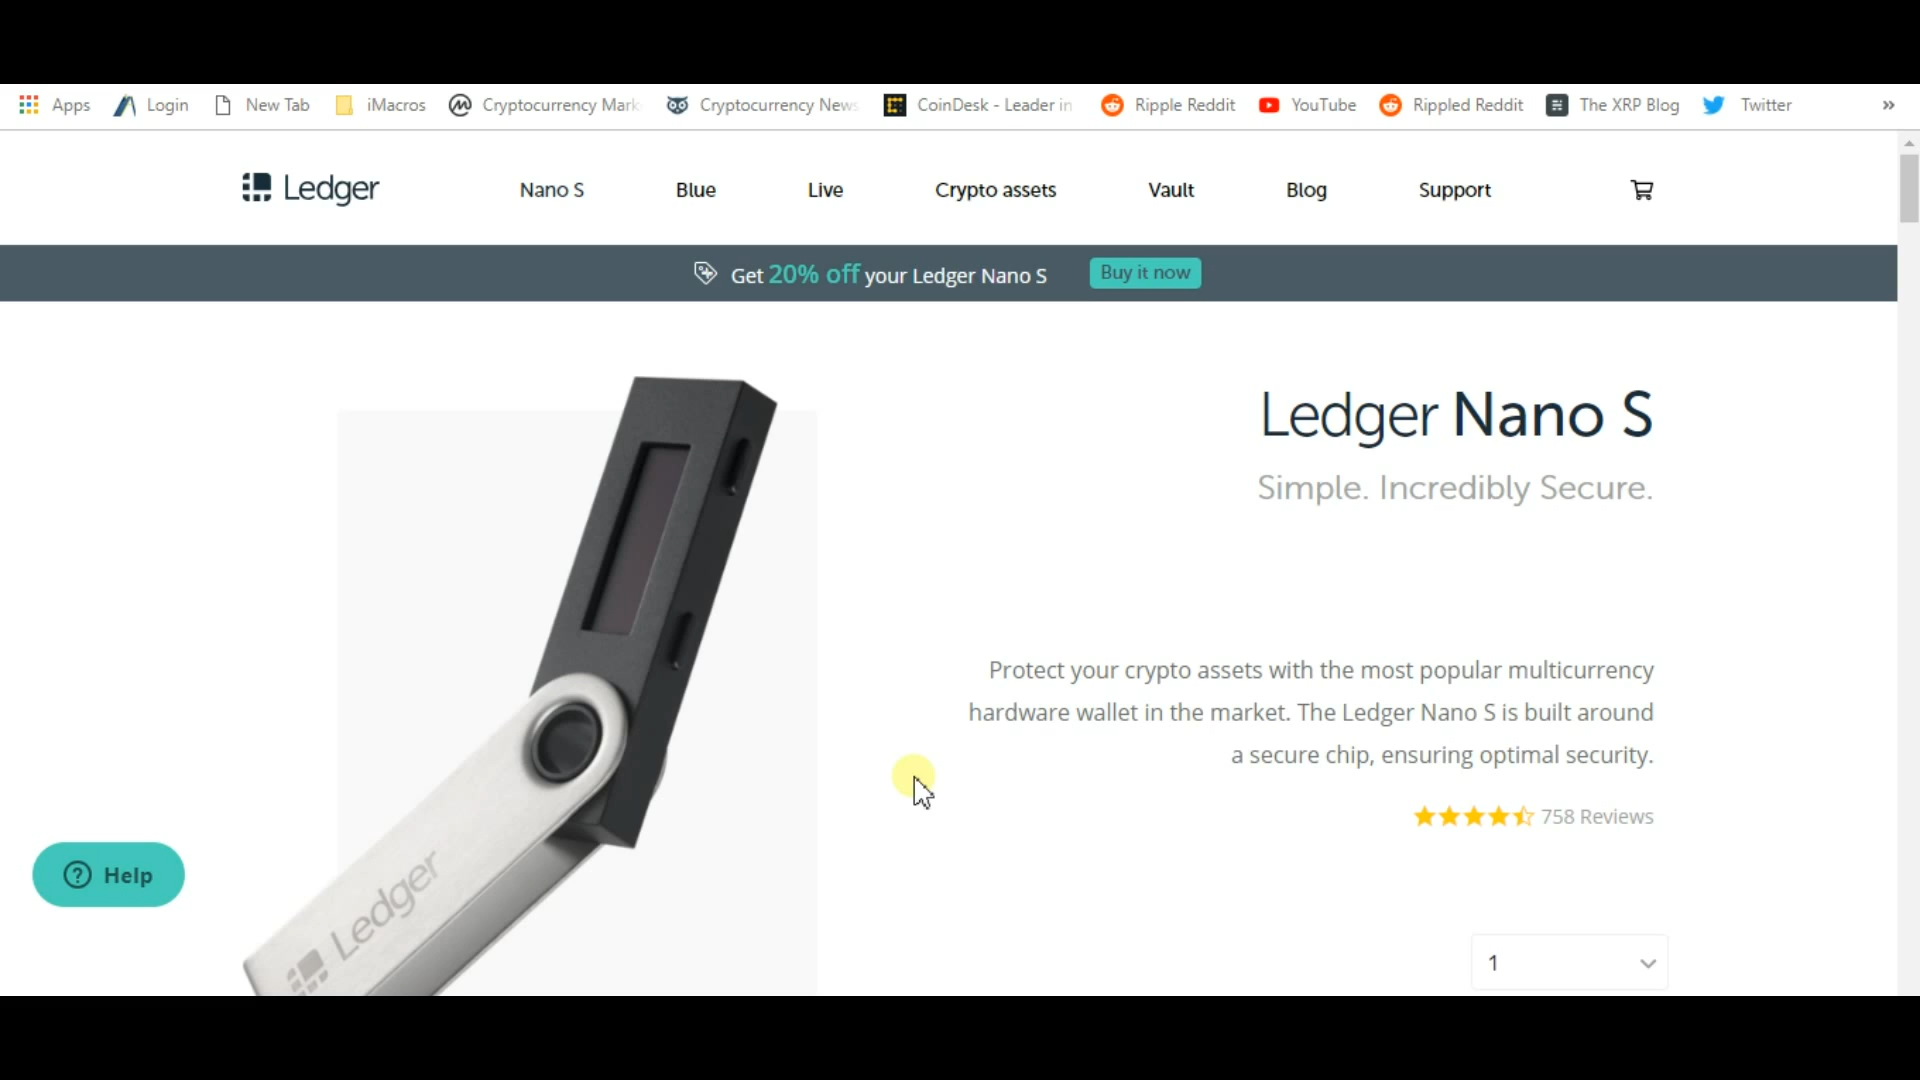 Apps Login New Tab iMacros Cryptocurrency Mark Cryptocurrency News CoinDesk - Leader in Ripple Reddit YouTube Rippled Reddit The XRP Blog Twitter »
Ledger Nano S Blue Live Crypto assets Vault Blog Support
Get 20% off your Ledger Nano S Buy it now
Ledger Nano S
Simple. Incredibly Secure.
Protect your crypto assets with the most popular multicurrency
hardware wallet in the market. The Ledger Nano S is built around
a secure chip, ensuring optimal security.
758 Reviews
? Help
Ledger
1